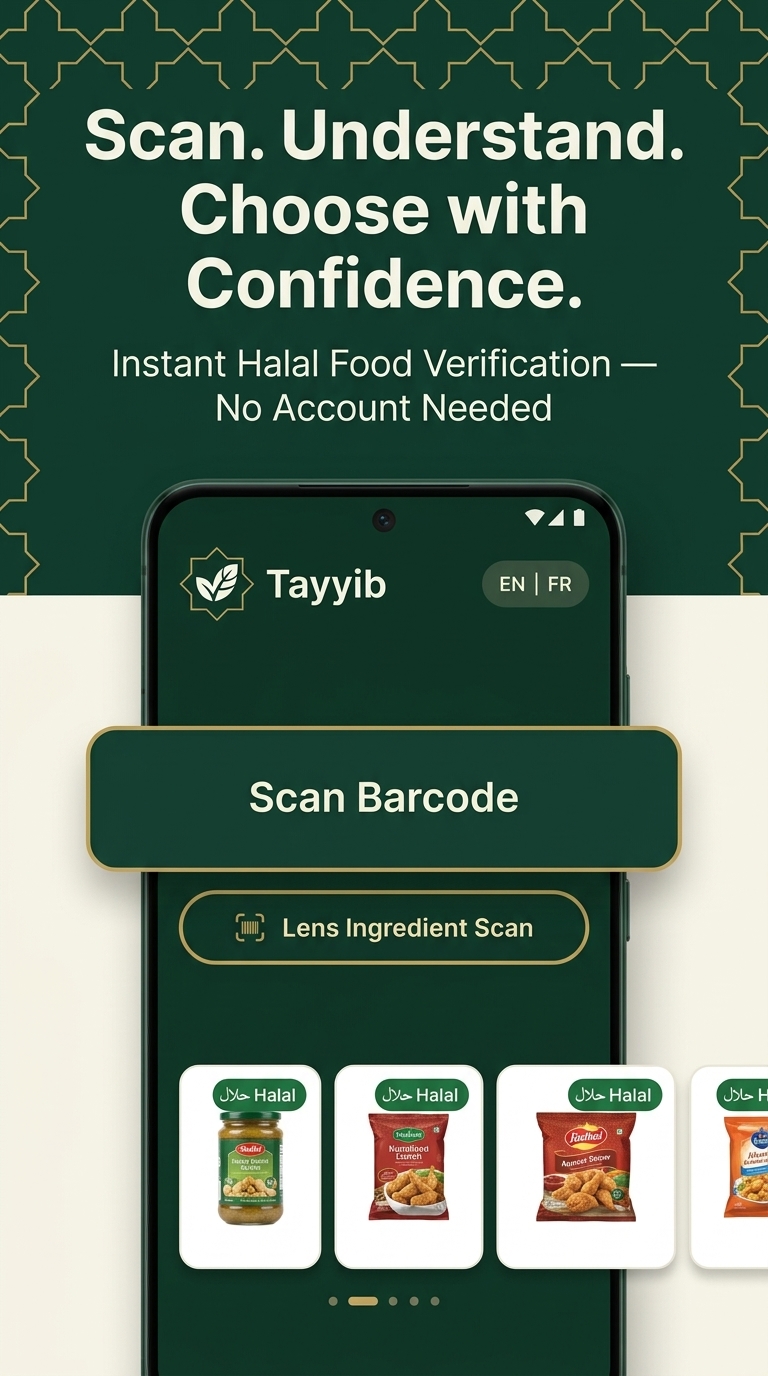 Scan. Understand.
Choose with
Confidence.
Instant Halal Food Verification —
No Account Needed
Tayyib
EN | FR
Scan Barcode
Lens Ingredient Scan
حلال Halal
حلال Halal
حلال Halal
حلال H